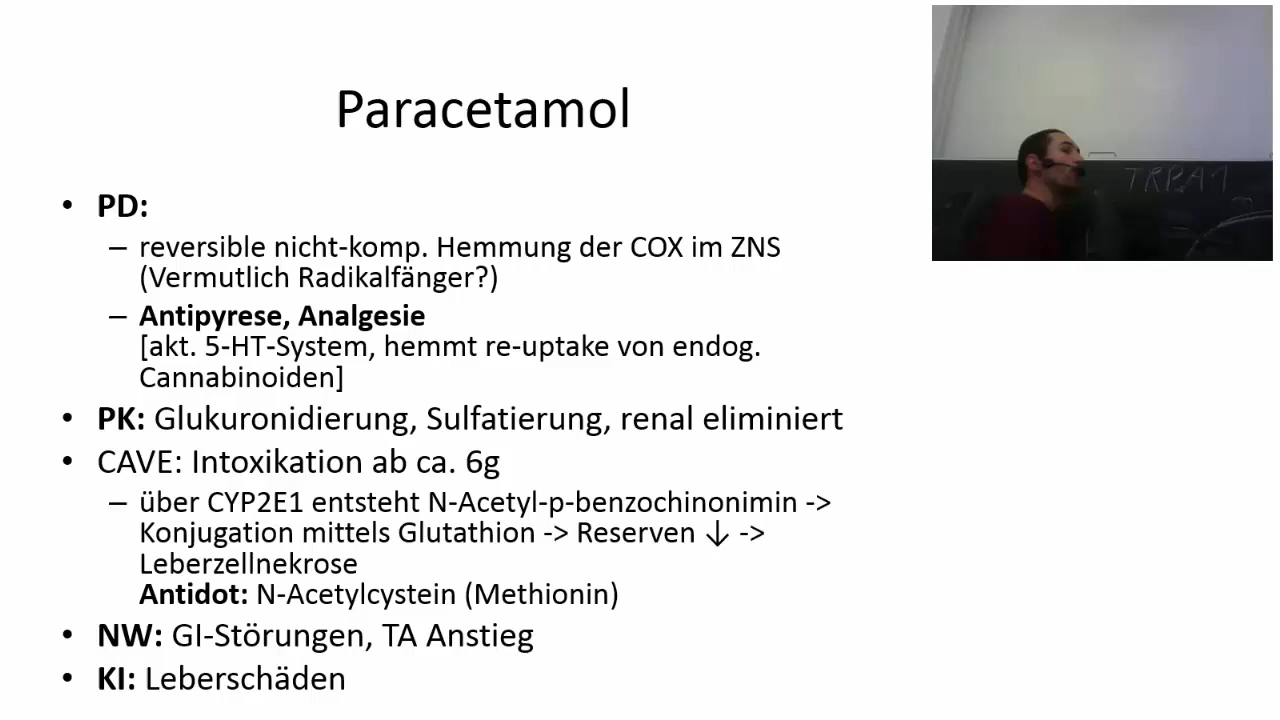 Paracetamol
• PD:
– reversible nicht-komp. Hemmung der COX im ZNS
(Vermutlich Radikalfänger?)
– Antipyrese, Analgesie
[akt. 5-HT-System, hemmt re-uptake von endog.
Cannabinoiden]
• PK: Glukuronidierung, Sulfatierung, renal eliminiert
• CAVE: Intoxikation ab ca. 6g
– über CYP2E1 entsteht N-Acetyl-p-benzochinonimin ->
Konjugation mittels Glutathion -> Reserven ↓ ->
Leberzellnekrose
Antidot: N-Acetylcystein (Methionin)
• NW: GI-Störungen, TA Anstieg
• KI: Leberschäden
TRPA1